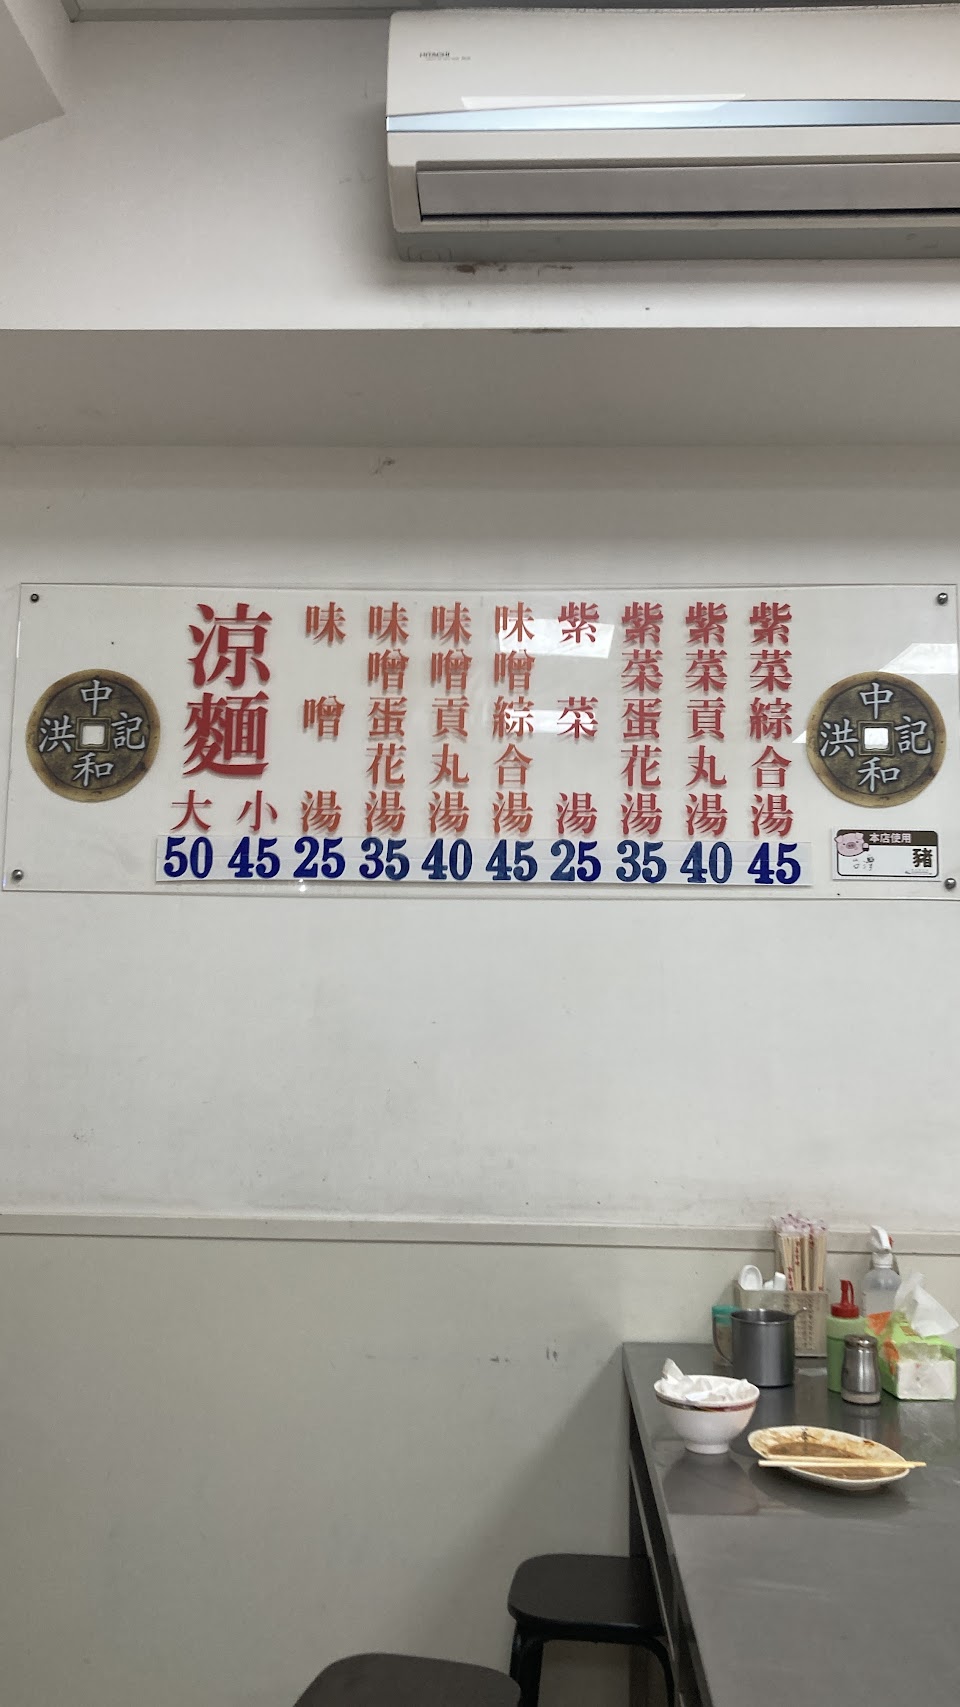 HITACHI
中
洪記
和
涼麵
大 小
50 45
味噌湯
25
味噌蛋花湯
35
味噌貢丸湯
40
味噌綜合湯
45
紫菜湯
25
紫菜蛋花湯
35
紫菜貢丸湯
40
紫菜綜合湯
45
中
洪記
和
本店使用
豬